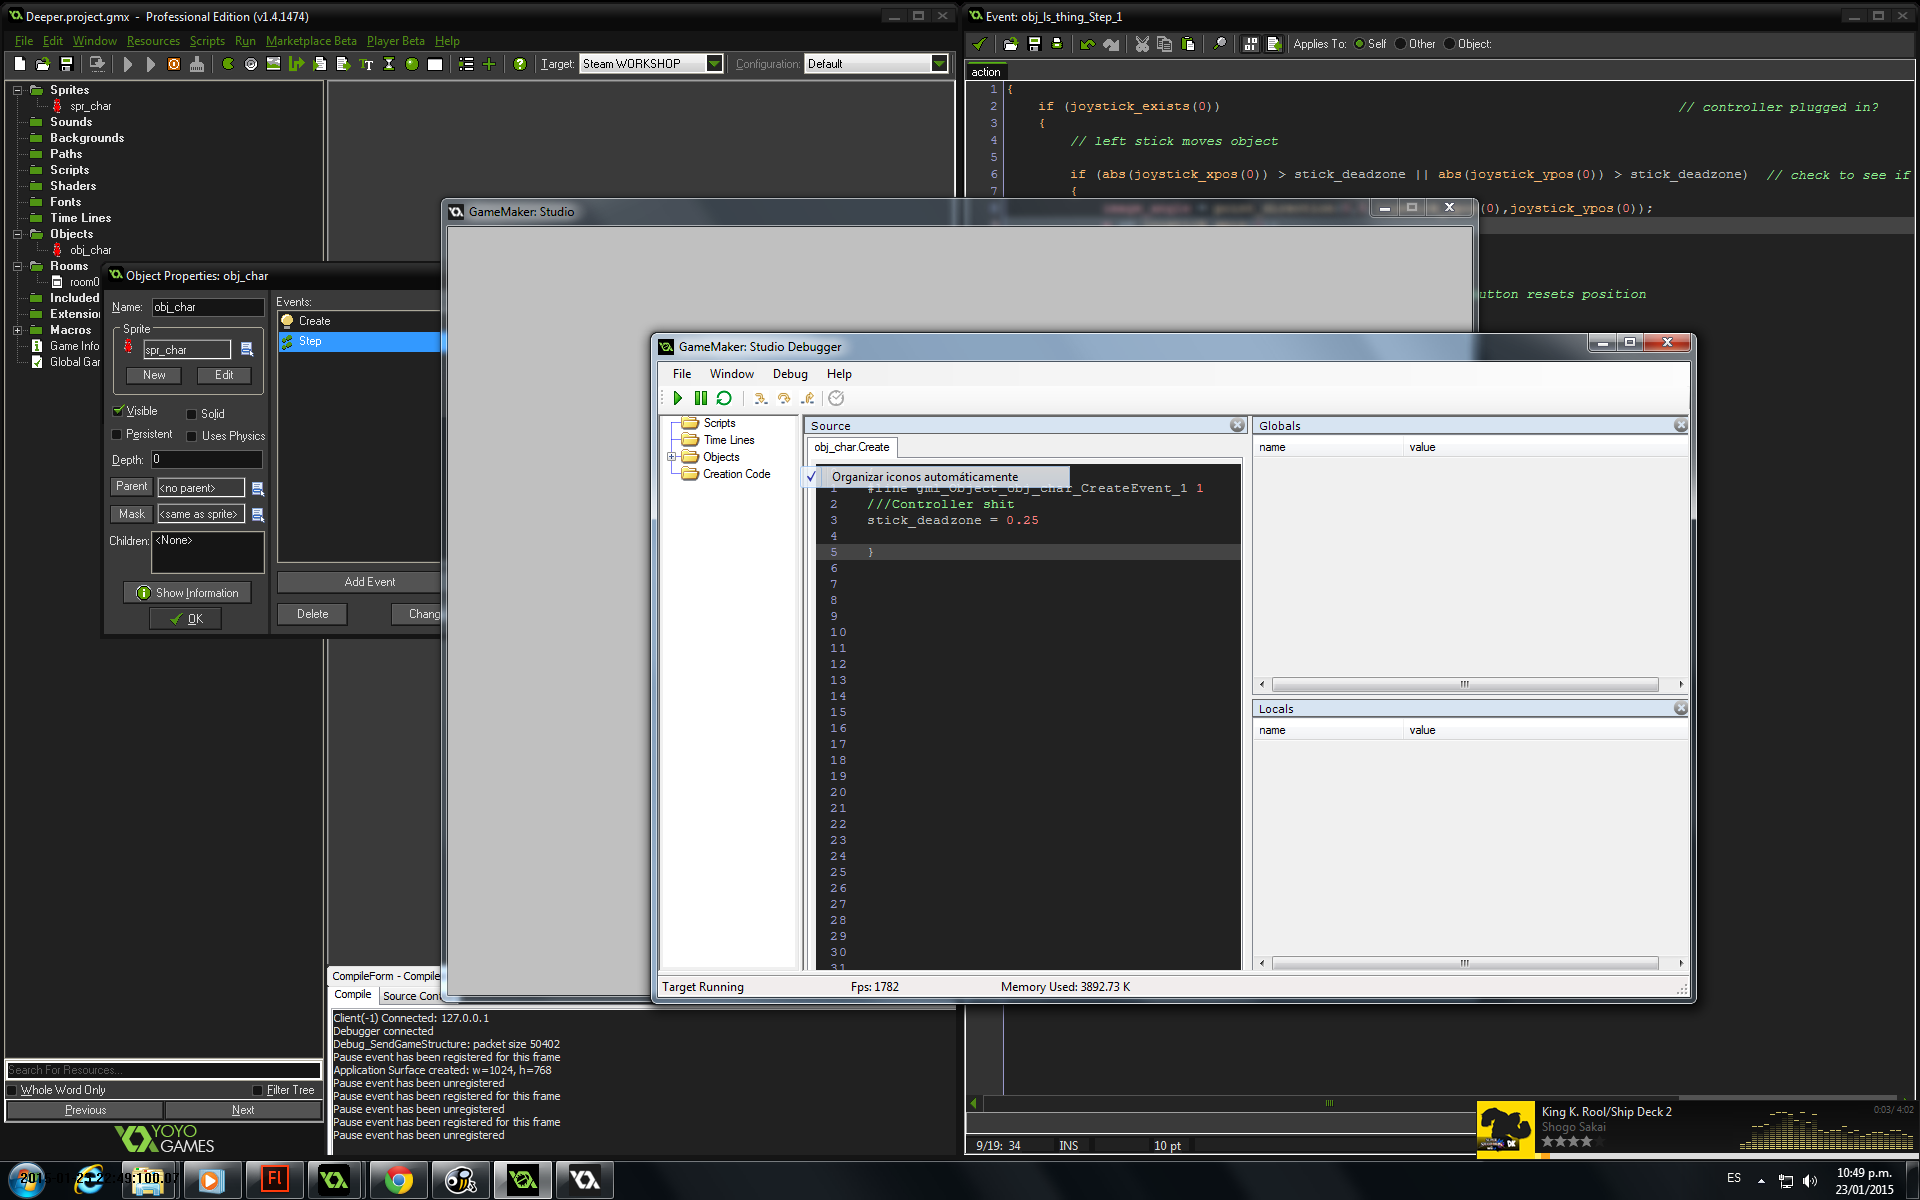 Deeper.project.gmx - Professional Edition (v1.4.1474)
File Edit Window Resources Scripts Run Marketplace Beta Player Beta Help
Target: Steam WORKSHOP Configuration: Default
Sprites
spr_char
Sounds
Backgrounds
Paths
Scripts
Shaders
Fonts
Time Lines
Objects
obj_char
Rooms
room0
Included
Extension
Macros
Game Info
Global Gar
Object Properties: obj_char
Name: obj_char
Sprite
spr_char
New Edit
Visible Solid
Persistent Uses Physics
Depth: 0
Parent <no parent>
Mask <same as sprite>
Children: <None>
Show Information
OK
Events:
Create
Step
Add Event
Delete Chang
Event: obj_ls_thing_Step_1
Applies To: Self Other Object:
action
1 {
2 if (joystick_exists(0)) // controller plugged in?
3 {
4 // left stick moves object
5
6 if (abs(joystick_xpos(0)) > stick_deadzone || abs(joystick_ypos(0)) > stick_deadzone) // check to see if
7 {
(0),joystick_ypos(0));
utton resets position
9/19: 34 INS 10 pt
GameMaker: Studio
GameMaker: Studio Debugger
File Window Debug Help
Scripts
Time Lines
Objects
Creation Code
Source
obj_char.Create
Organizar iconos automáticamente
1 #line gml_Object_obj_char_CreateEvent_1 1
2 ///Controller shit
3 stick_deadzone = 0.25
4
5 }
6
7
8
9
10
11
12
13
14
15
16
17
18
19
20
21
22
23
24
25
26
27
28
29
30
31
Globals
name value
Locals
name value
Target Running Fps: 1782 Memory Used: 3892.73 K
CompileForm - Compile
Compile Source Con
Client(-1) Connected: 127.0.0.1
Debugger connected
Debug_SendGameStructure: packet size 50402
Pause event has been registered for this frame
Application Surface created: w=1024, h=768
Pause event has been unregistered
Pause event has been registered for this frame
Pause event has been unregistered
Pause event has been registered for this frame
Pause event has been unregistered
Search For Resources...
Whole Word Only Filter Tree
Previous Next
YOYO
GAMES
King K. Rool/Ship Deck 2 0:03/ 4:02
Shogo Sakai
Fl
ES
10:49 p.m.
23/01/2015